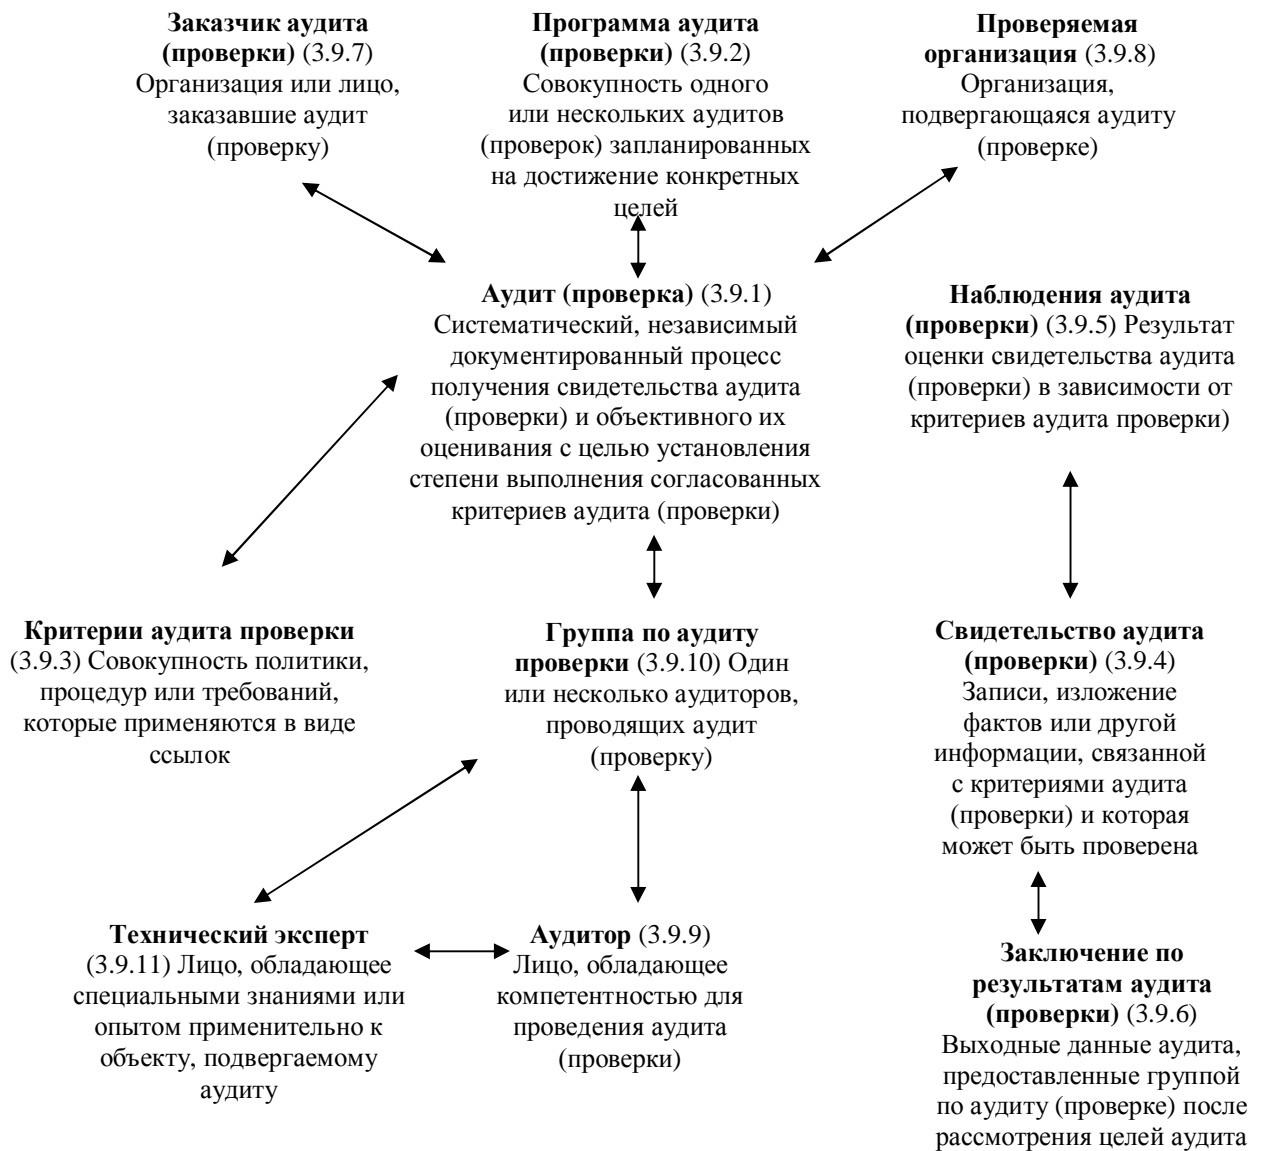 Заказчик аудита
(проверки) (3.9.7)
Организация или лицо,
заказавшие аудит
(проверку)
Программа аудита
(проверки) (3.9.2)
Совокупность одного
или нескольких аудитов
(проверок) запланированных
на достижение конкретных
целей
Проверяемая
организация (3.9.8)
Организация,
подвергающаяся аудиту
(проверке)
Аудит (проверка) (3.9.1)
Систематический, независимый
документированный процесс
получения свидетельства аудита
(проверки) и объективного их
оценивания с целью установления
степени выполнения согласованных
критериев аудита (проверки)
Наблюдения аудита
(проверки) (3.9.5) Результат
оценки свидетельства аудита
(проверки) в зависимости от
критериев аудита проверки)
Критерии аудита проверки
(3.9.3) Совокупность политики,
процедур или требований,
которые применяются в виде
ссылок
Группа по аудиту
проверки (3.9.10) Один
или несколько аудиторов,
проводящих аудит
(проверку)
Свидетельство аудита
(проверки) (3.9.4)
Записи, изложение
фактов или другой
информации, связанной
с критериями аудита
(проверки) и которая
может быть проверена
Технический эксперт
(3.9.11) Лицо, обладающее
специальными знаниями или
опытом применительно к
объекту, подвергаемому
аудиту
Аудитор (3.9.9)
Лицо, обладающее
компетентностью для
проведения аудита
(проверки)
Заключение по
результатам аудита
(проверки) (3.9.6)
Выходные данные аудита,
предоставленные группой
по аудиту (проверке) после
рассмотрения целей аудита